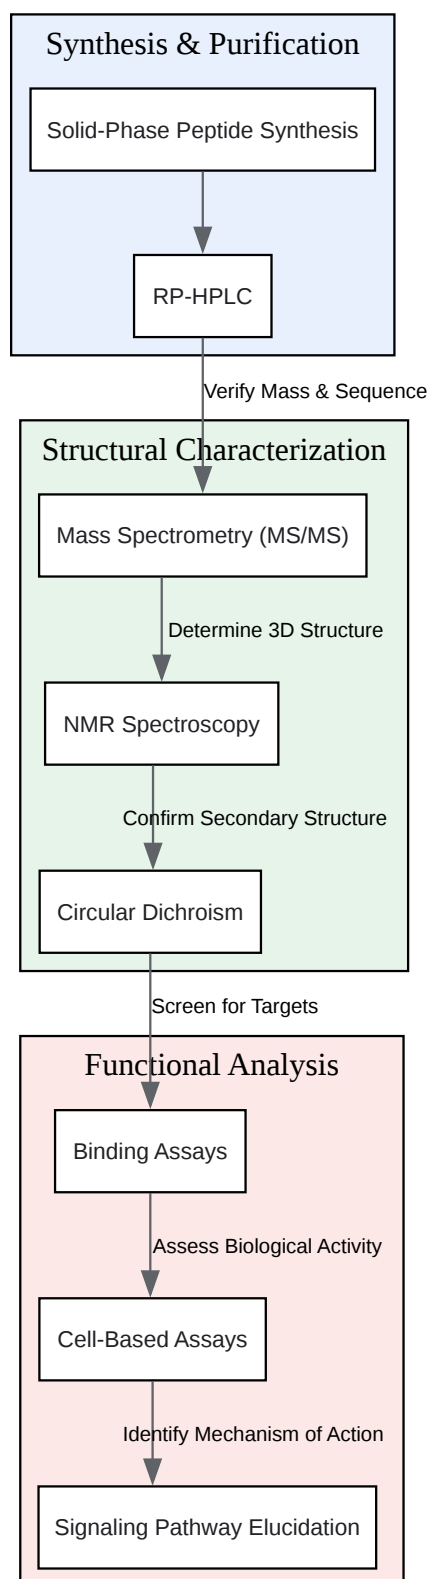 Synthesis & Purification
Solid-Phase Peptide Synthesis
RP-HPLC
Verify Mass & Sequence
Structural Characterization
Mass Spectrometry (MS/MS)
Determine 3D Structure
NMR Spectroscopy
Confirm Secondary Structure
Circular Dichroism
Screen for Targets
Functional Analysis
Binding Assays
Assess Biological Activity
Cell-Based Assays
Identify Mechanism of Action
Signaling Pathway Elucidation